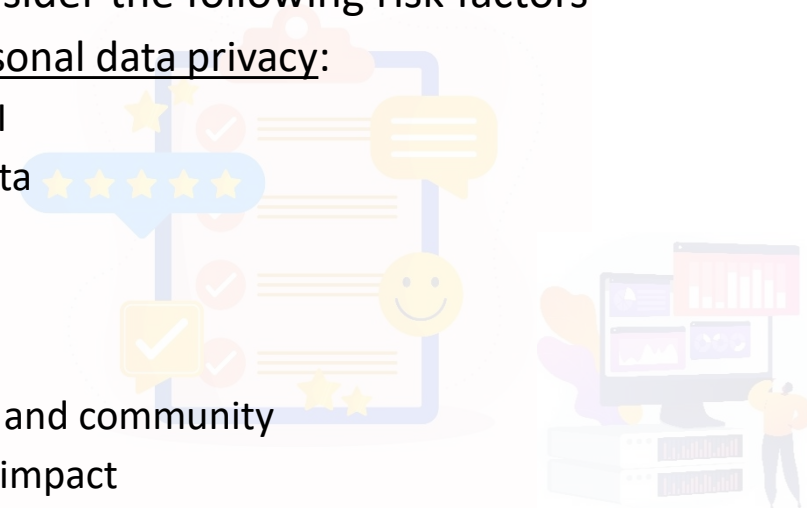 sider the following risk factors
sonal data privacy:
ta
and community
impact